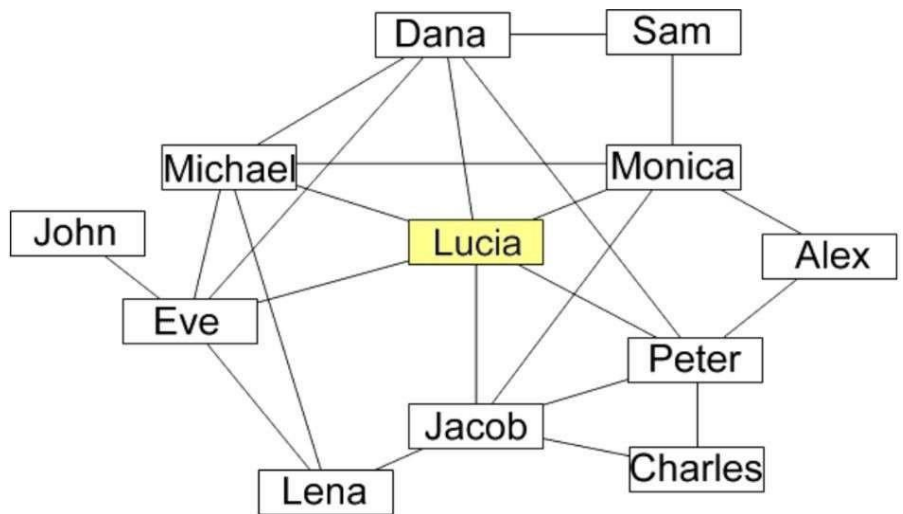 Dana
Sam
Michael
Monica
John
Lucia
Alex
Eve
Peter
Jacob
Charles
Lena